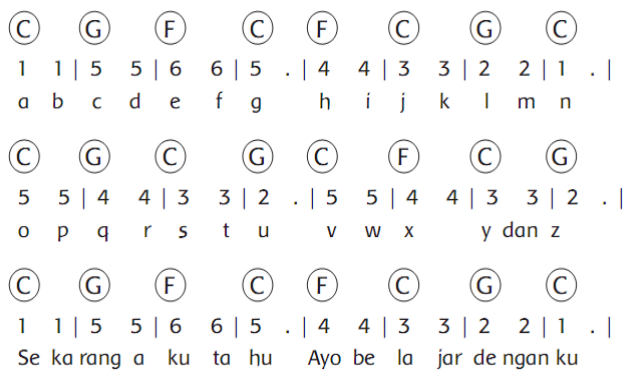 C G F C F C G C
1 1 | 5 5 | 6 6 | 5 . | 4 4 | 3 3 | 2 2 | 1 . |
a b c d e f g h i j k l m n
C G C G C F C G
5 5 | 4 4 | 3 3 | 2 . | 5 5 | 4 4 | 3 3 | 2 . |
o p q r s t u v w x y dan z
C G F C F C G C
1 1 | 5 5 | 6 6 | 5 . | 4 4 | 3 3 | 2 2 | 1 . |
Se ka rang a ku ta hu Ayo be la jar de ngan ku